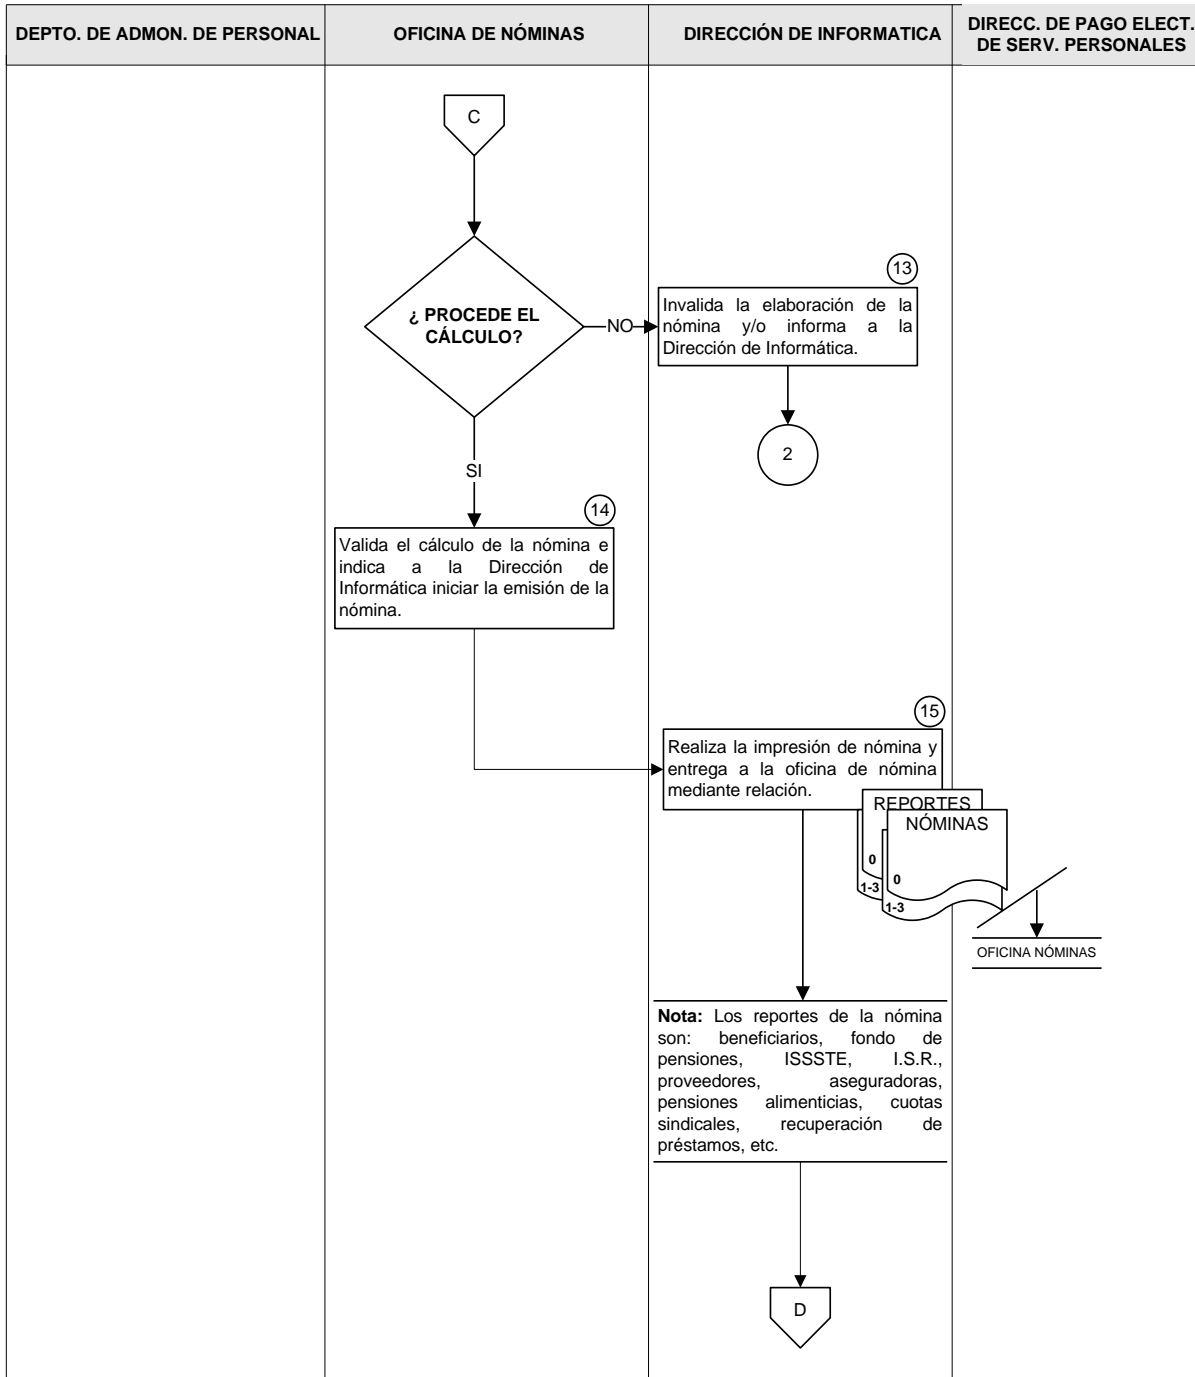 DEPTO. DE ADMON. DE PERSONAL
OFICINA DE NÓMINAS
DIRECCIÓN DE INFORMATICA
DIRECC. DE PAGO ELECT.
DE SERV. PERSONALES
C
¿ PROCEDE EL
CÁLCULO?
NO
13
Invalida la elaboración de la
nómina y/o informa a la
Dirección de Informática.
2
SI
14
Valida el cálculo de la nómina e
indica a la Dirección de
Informática iniciar la emisión de la
nómina.
15
Realiza la impresión de nómina y
entrega a la oficina de nómina
mediante relación.
REPORTES
NÓMINAS
0
0
1-3
1-3
OFICINA NÓMINAS
Nota: Los reportes de la nómina
son: beneficiarios, fondo de
pensiones, ISSSTE, I.S.R.,
proveedores, aseguradoras,
pensiones alimenticias, cuotas
sindicales, recuperación de
préstamos, etc.
D